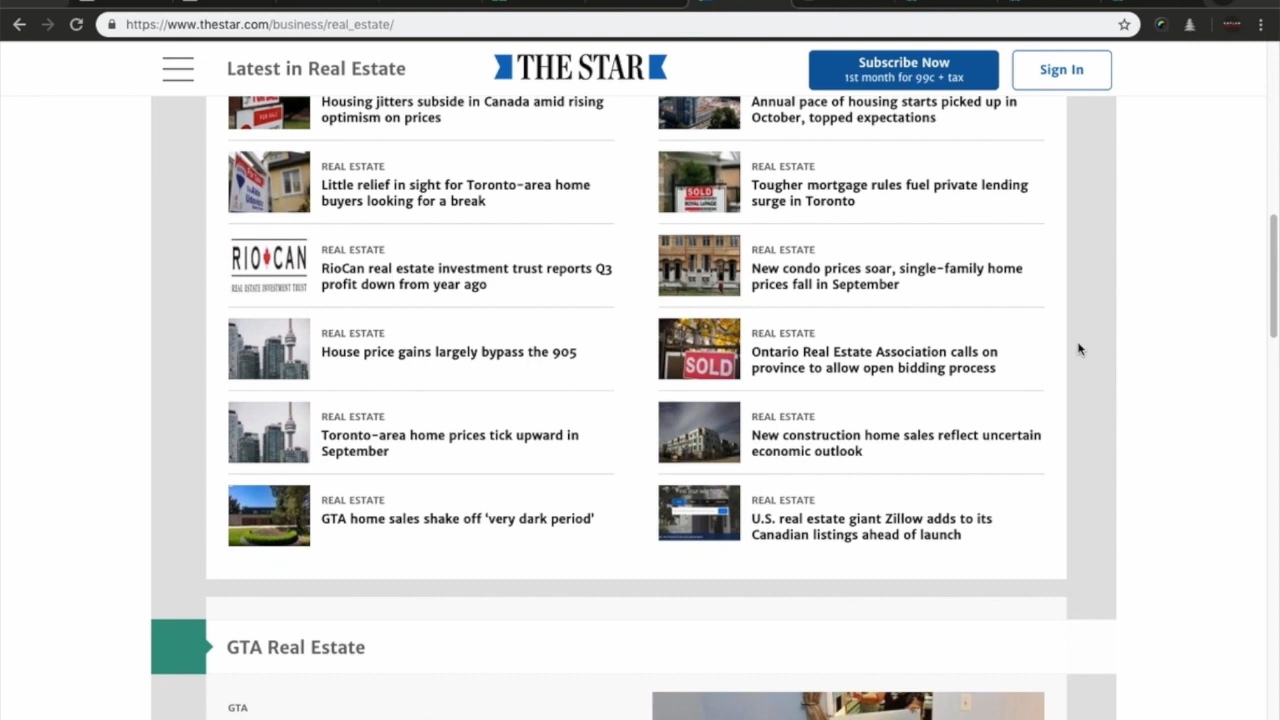 https://www.thestar.com/business/real_estate/
Latest in Real Estate
THE STAR
Subscribe Now
1st month for 99¢ + tax
Sign In
Housing jitters subside in Canada amid rising
optimism on prices
REAL ESTATE
Little relief in sight for Toronto-area home
buyers looking for a break
RIO CAN
REAL ESTATE INVESTMENT TRUST
REAL ESTATE
RioCan real estate investment trust reports Q3
profit down from year ago
REAL ESTATE
House price gains largely bypass the 905
REAL ESTATE
Toronto-area home prices tick upward in
September
REAL ESTATE
GTA home sales shake off ‘very dark period’
Annual pace of housing starts picked up in
October, topped expectations
SOLD
REAL ESTATE
Tougher mortgage rules fuel private lending
surge in Toronto
REAL ESTATE
New condo prices soar, single-family home
prices fall in September
SOLD
REAL ESTATE
Ontario Real Estate Association calls on
province to allow open bidding process
REAL ESTATE
New construction home sales reflect uncertain
economic outlook
REAL ESTATE
U.S. real estate giant Zillow adds to its
Canadian listings ahead of launch
GTA Real Estate
GTA